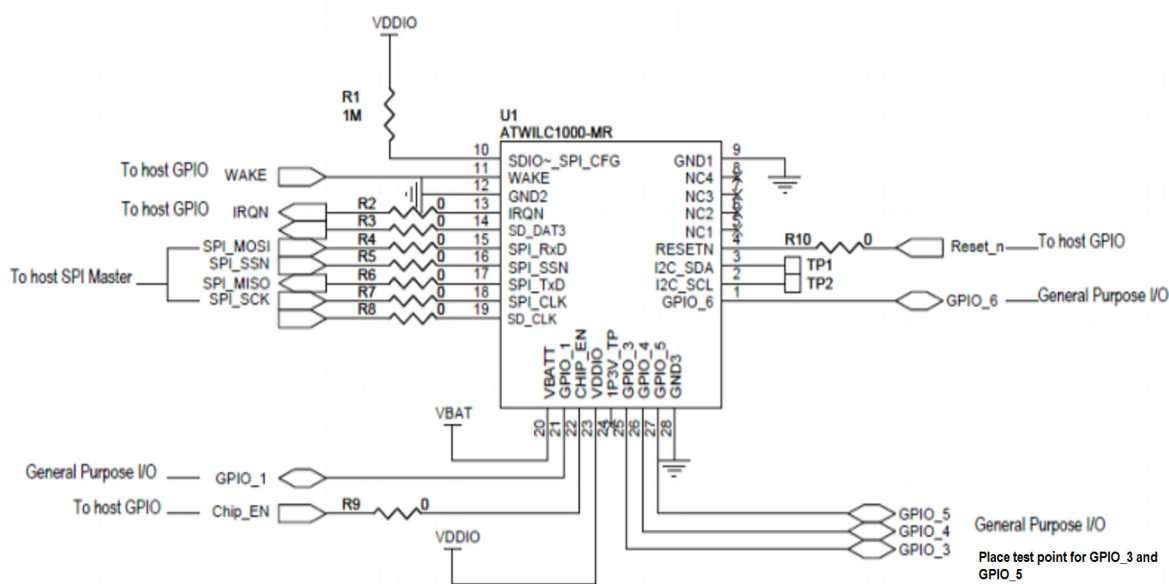 VDDIO
R1
1M
U1
ATWILC1000-MR
To host GPIO WAKE 11 WAKE
10 SDIO~_SPI_CFG
12 GND2
To host GPIO IRQN R2 0 13 IRQN
R3 0 14 SD_DAT3
SPI_MOSI R4 0 15 SPI_RxD
SPI_SSN R5 0 16 SPI_SSN
To host SPI Master
SPI_MISO R6 0 17 SPI_TxD
SPI_SCK R7 0 18 SPI_CLK
R8 0 19 SD_CLK
GND1 9
NC4 8
NC3 7
NC2 6
NC1 5
RESETN 4 R10 0 Reset_n To host GPIO
I2C_SDA 3 TP1
I2C_SCL 2 TP2
GPIO_6 1 GPIO_6 General Purpose I/O
VBATT 20
GPIO_1 21
CHIP_EN 22
VDDIO 23
1P3V_TP 24
GPIO_3 25
GPIO_4 26
GPIO_5 27
GND3 28
VBAT
General Purpose I/O GPIO_1
To host GPIO Chip_EN R9 0
VDDIO
GPIO_5
GPIO_4 General Purpose I/O
GPIO_3
Place test point for GPIO_3 and
GPIO_5